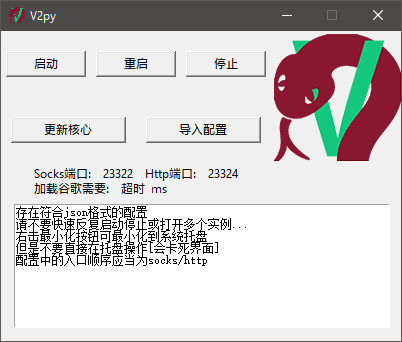 V2py
启动 重启 停止
更新核心 导入配置
Socks端口: 23322 Http端口: 23324
加载谷歌需要: 超时 ms
存在符合json格式的配置
请不要快速反复启动停止或打开多个实例...
右击最小化按钮可最小化到系统托盘
但是不要直接在托盘操作[会卡死界面]
配置中的入口顺序应当为socks/http